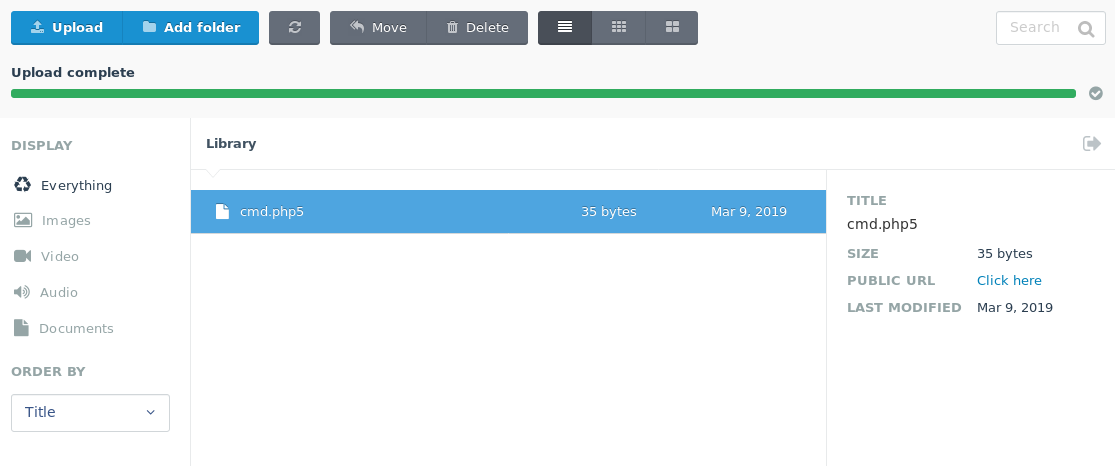 Upload Add folder Move Delete Search
Upload complete
DISPLAY
Everything
Images
Video
Audio
Documents
ORDER BY
Title
Library
cmd.php5 35 bytes Mar 9, 2019
TITLE
cmd.php5
SIZE 35 bytes
PUBLIC URL Click here
LAST MODIFIED Mar 9, 2019